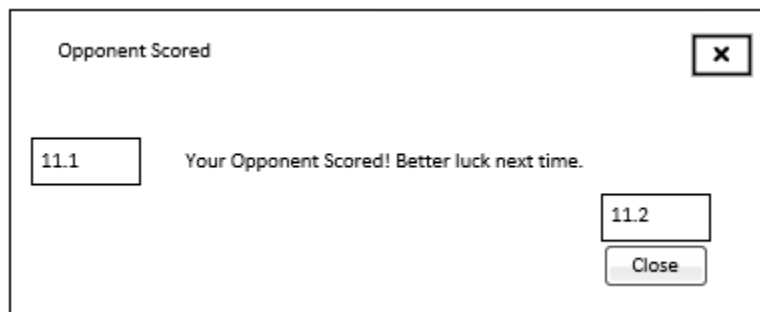 Opponent Scored
×
11.1
Your Opponent Scored! Better luck next time.
11.2
Close